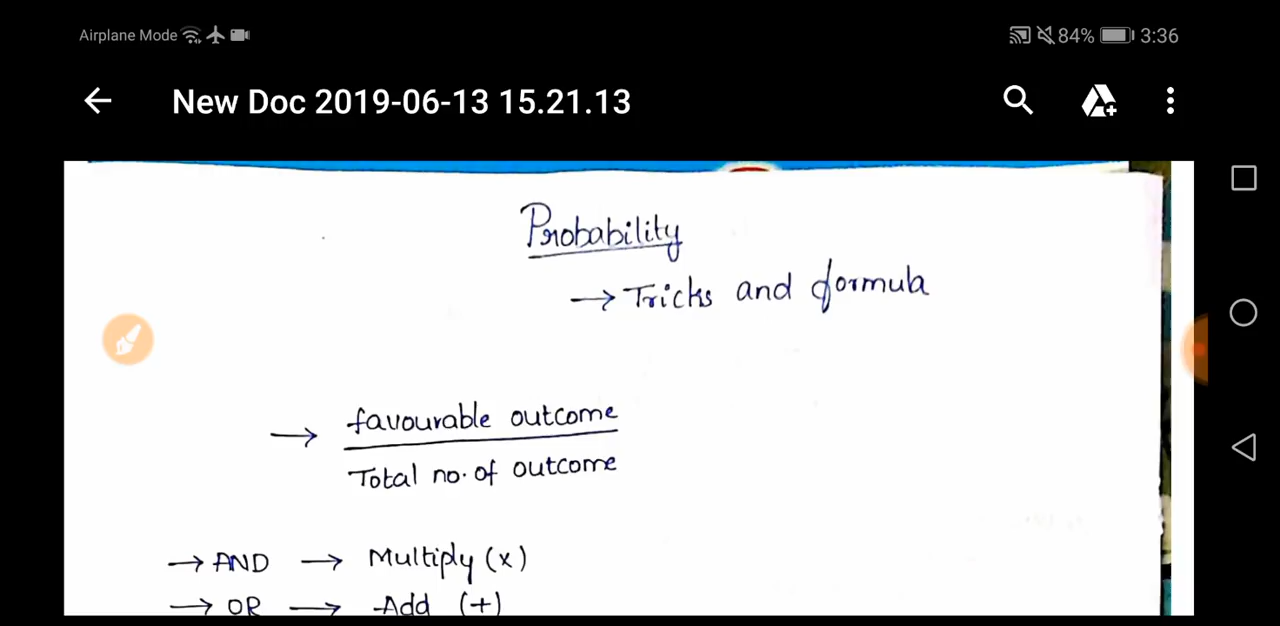 Airplane Mode 84% 3:36
New Doc 2019-06-13 15.21.13
Probability
→ Tricks and formula
→ favourable outcome
Total no. of outcome
→ AND → Multiply (x)
→ OR → Add (+)